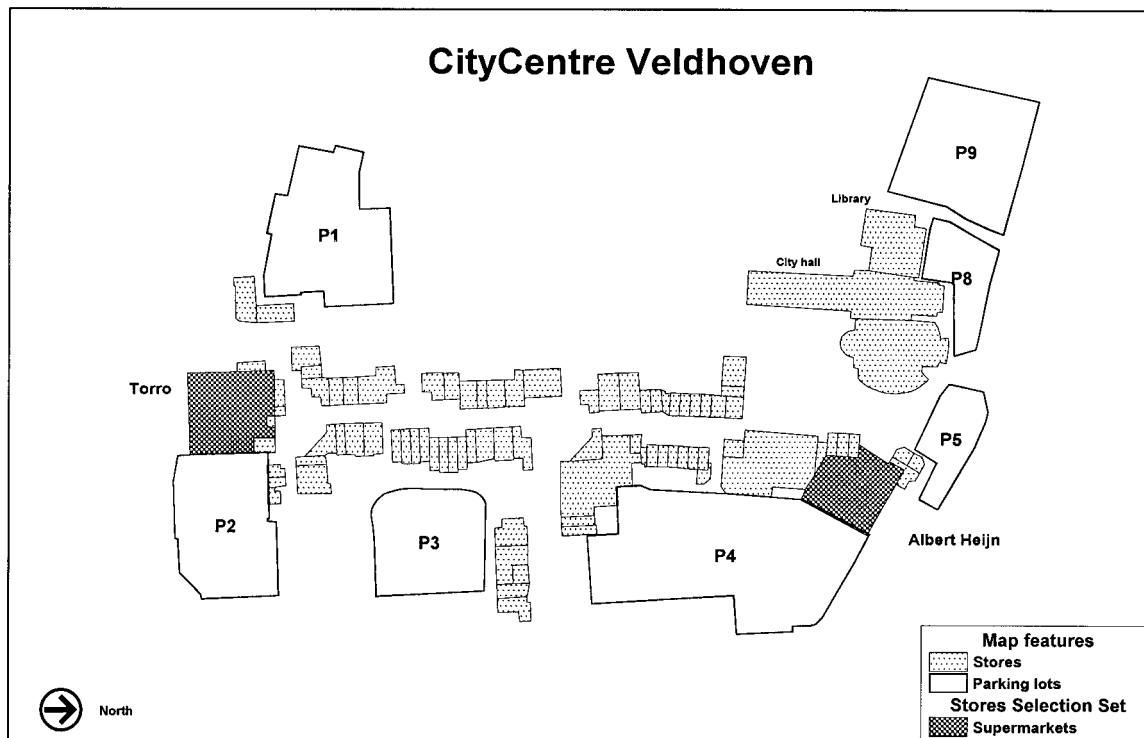 CityCentre Veldhoven
P9
Library
P1
City hall
P8
Torro
P5
P2
P3
P4
Albert Heijn
Map features
Stores
Parking lots
Stores Selection Set
Supermarkets
North